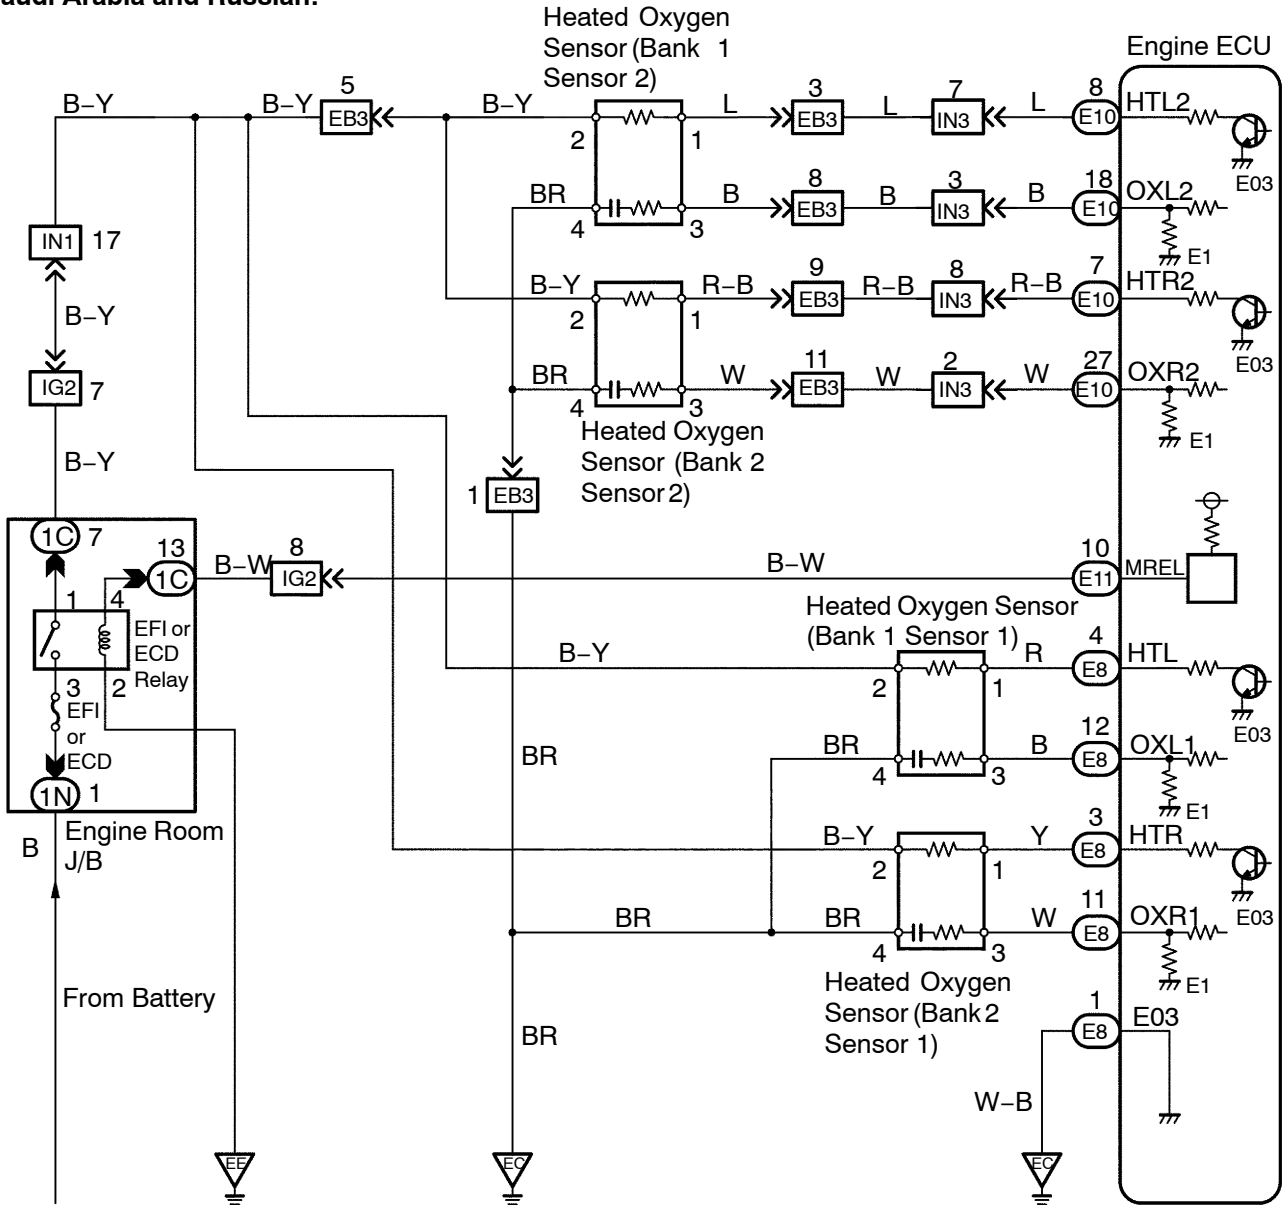 audi Arabia and Russian.
Heated Oxygen
Sensor (Bank 1
Sensor 2)
Engine ECU
B–Y
B–Y
5
EB3
B–Y
2
1
L
3
EB3
L
7
IN3
L
8
E10
HTL2
E03
BR
4
3
B
8
EB3
B
3
IN3
B
18
E10
OXL2
E1
IN1
17
B–Y
2
1
R–B
9
EB3
R–B
8
IN3
R–B
7
E10
HTR2
E03
B–Y
IG2
7
BR
4
3
W
11
EB3
W
2
IN3
W
27
E10
OXR2
E1
Heated Oxygen
Sensor (Bank 2
Sensor 2)
B–Y
1
EB3
1C
7
13
1C
B–W
8
IG2
B–W
10
E11
MREL
1
4
EFI or
ECD
Relay
3
2
EFI
or
ECD
1N
1
Engine Room
J/B
B
From Battery
Heated Oxygen Sensor
(Bank 1 Sensor 1)
B–Y
2
1
R
4
E8
HTL
E03
BR
BR
4
3
B
12
E8
OXL1
E1
B–Y
2
1
Y
3
E8
HTR
E03
BR
BR
4
3
W
11
E8
OXR1
E1
Heated Oxygen
Sensor (Bank 2
Sensor 1)
BR
1
E8
E03
W–B
EE
EC
EC